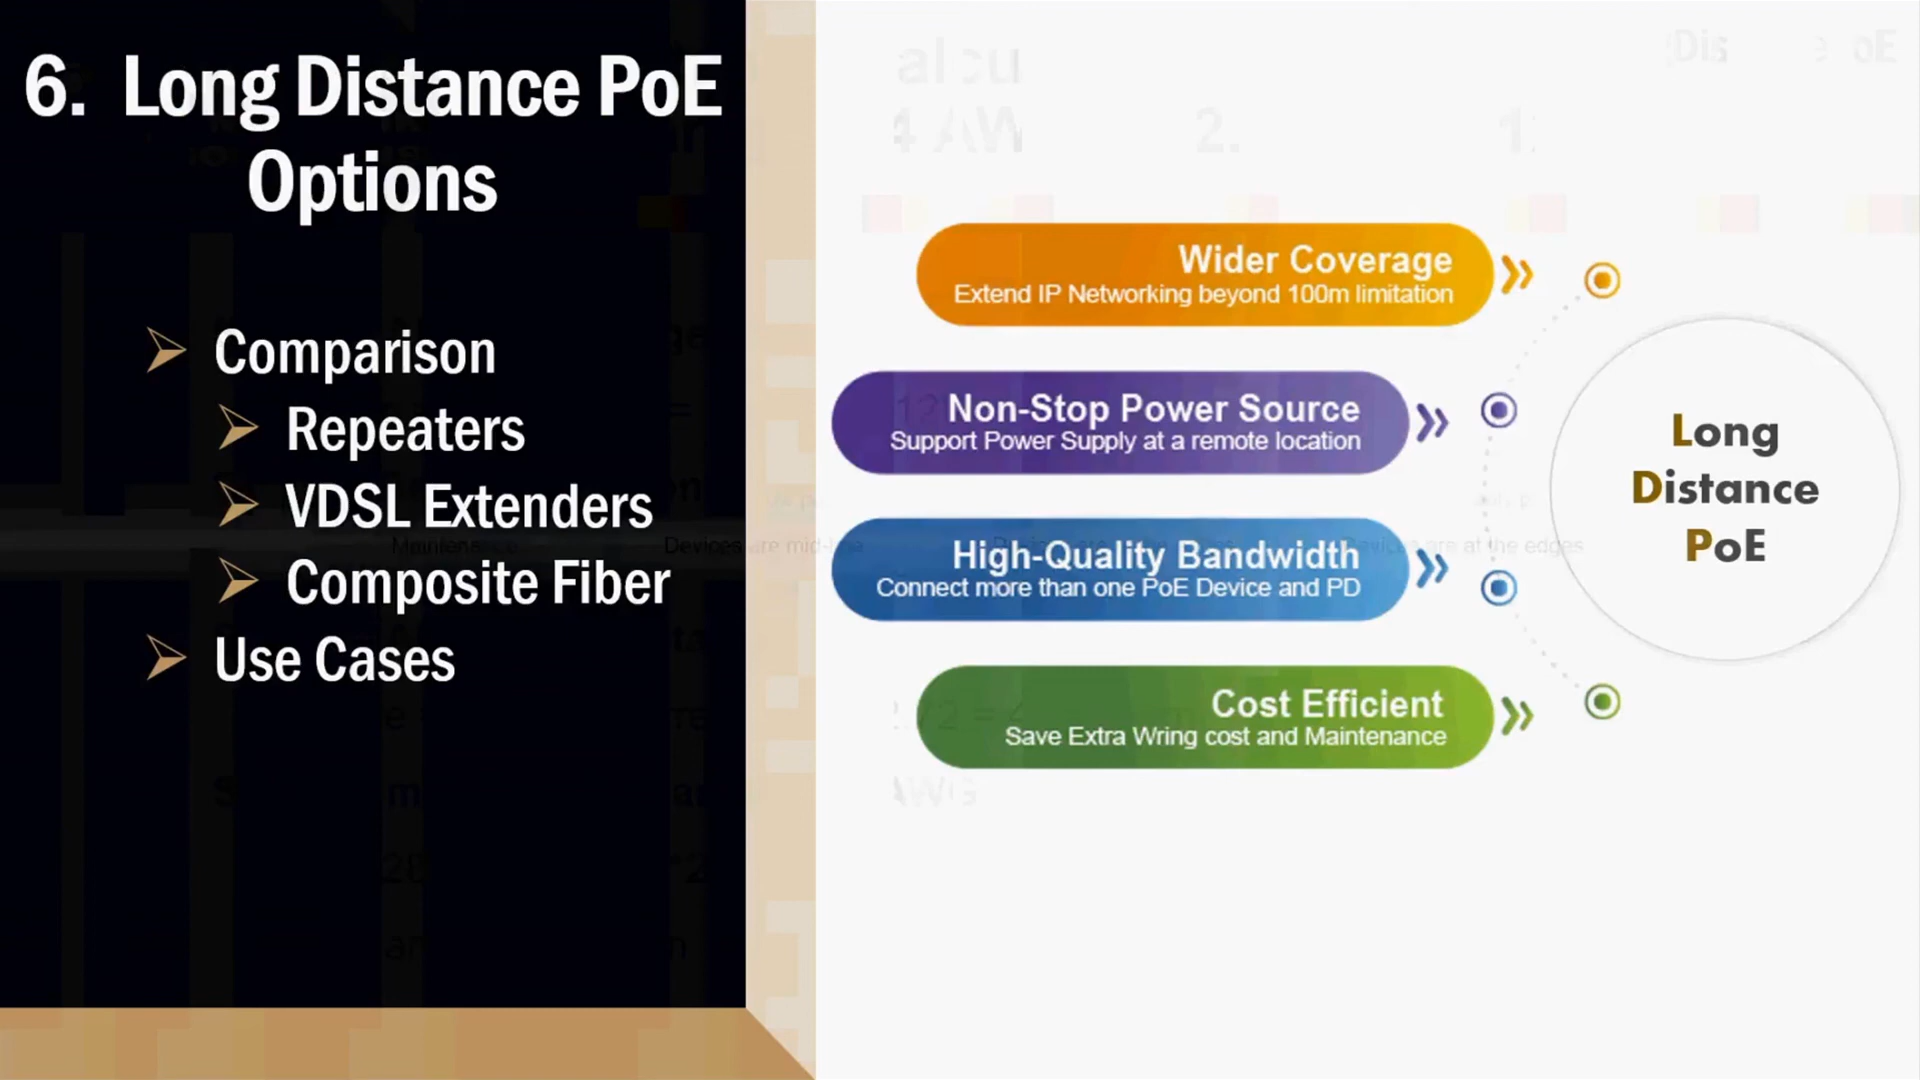 6. Long Distance PoE
Options
Comparison
Repeaters
VDSL Extenders
Composite Fiber
Use Cases
Wider Coverage
Extend IP Networking beyond 100m limitation
Non-Stop Power Source
Support Power Supply at a remote location
High-Quality Bandwidth
Connect more than one PoE Device and PD
Cost Efficient
Save Extra Wring cost and Maintenance
Long
Distance
PoE